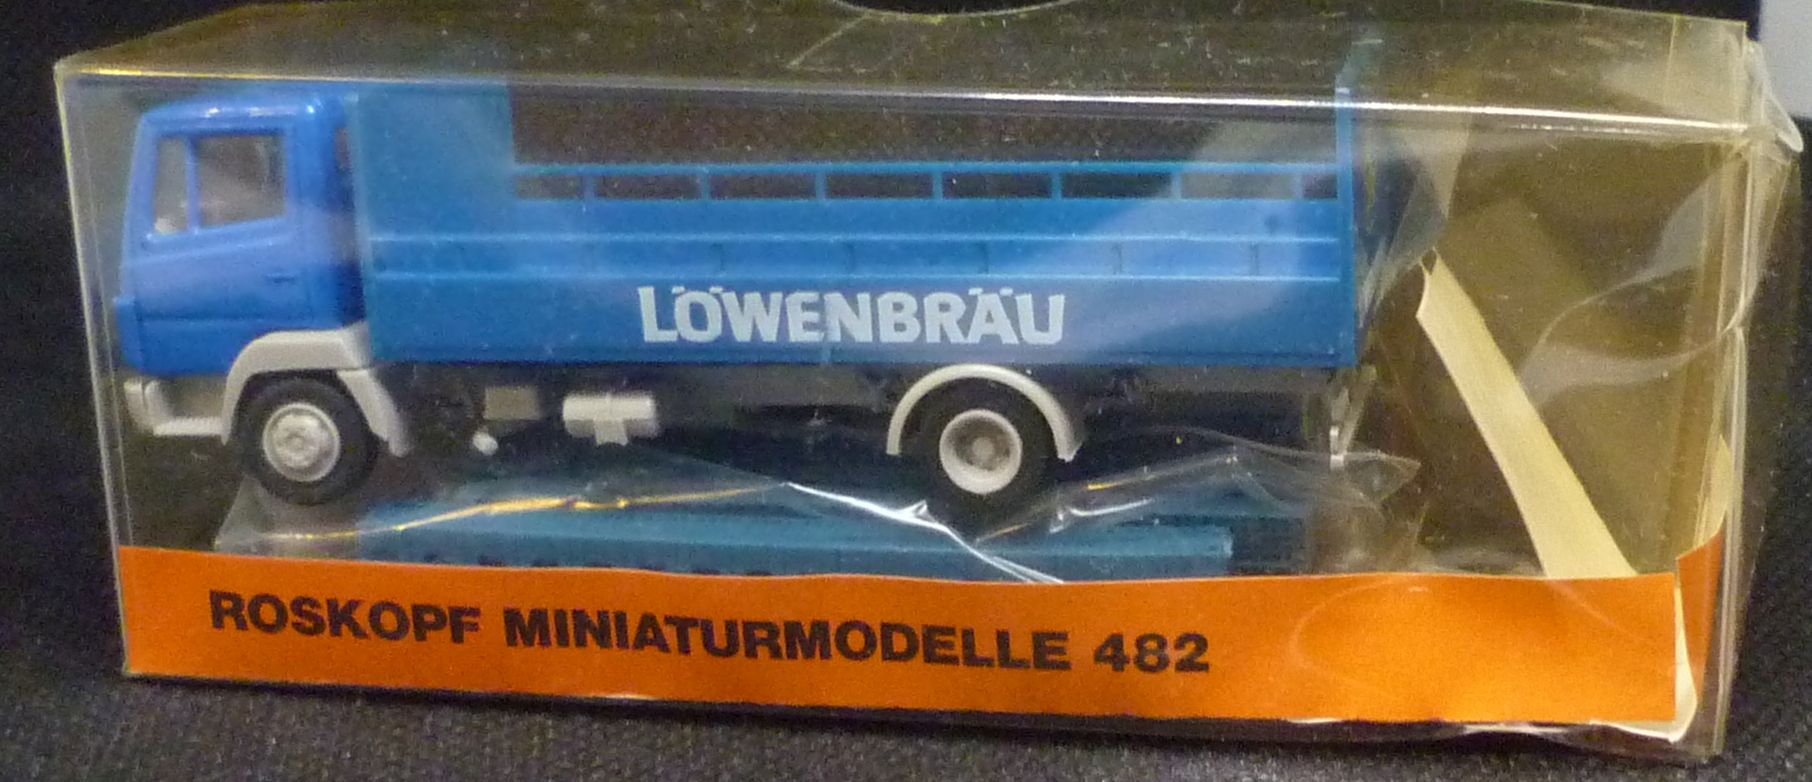 LÖWENBRÄU
ROSKOPF MINIATURMODELLE 482